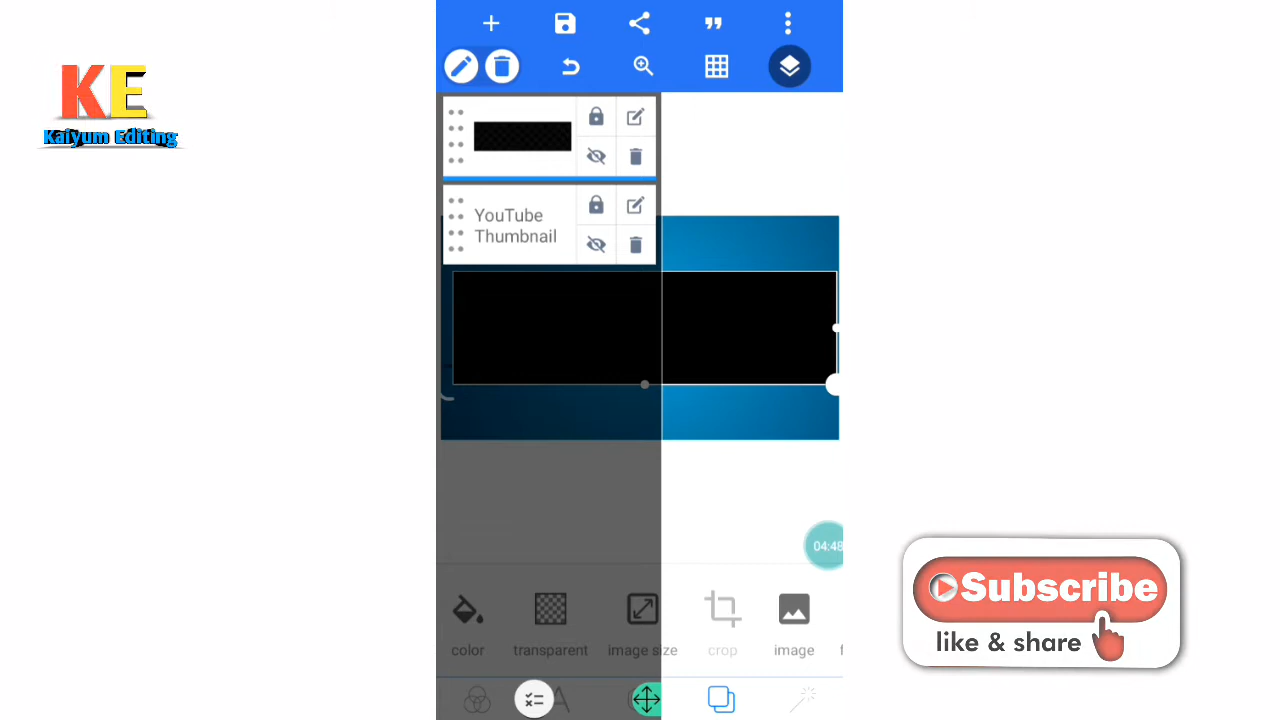 KE
Kaiyum Editing
YouTube
Thumbnail
04:48
color
transparent
image size
crop
image
Subscribe
like & share